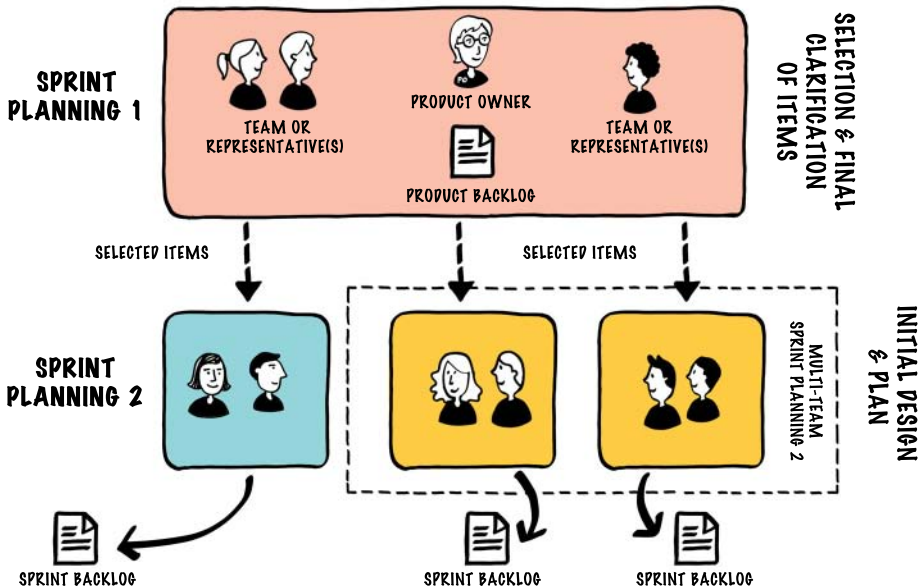 SPRINT
PLANNING 1
TEAM OR
REPRESENTATIVE(S)
PO
PRODUCT OWNER
PRODUCT BACKLOG
TEAM OR
REPRESENTATIVE(S)
SELECTION & FINAL
CLARIFICATION
OF ITEMS
SELECTED ITEMS
SELECTED ITEMS
SPRINT
PLANNING 2
MULTI-TEAM
SPRINT PLANNING 2
INITIAL DESIGN
& PLAN
SPRINT BACKLOG
SPRINT BACKLOG
SPRINT BACKLOG